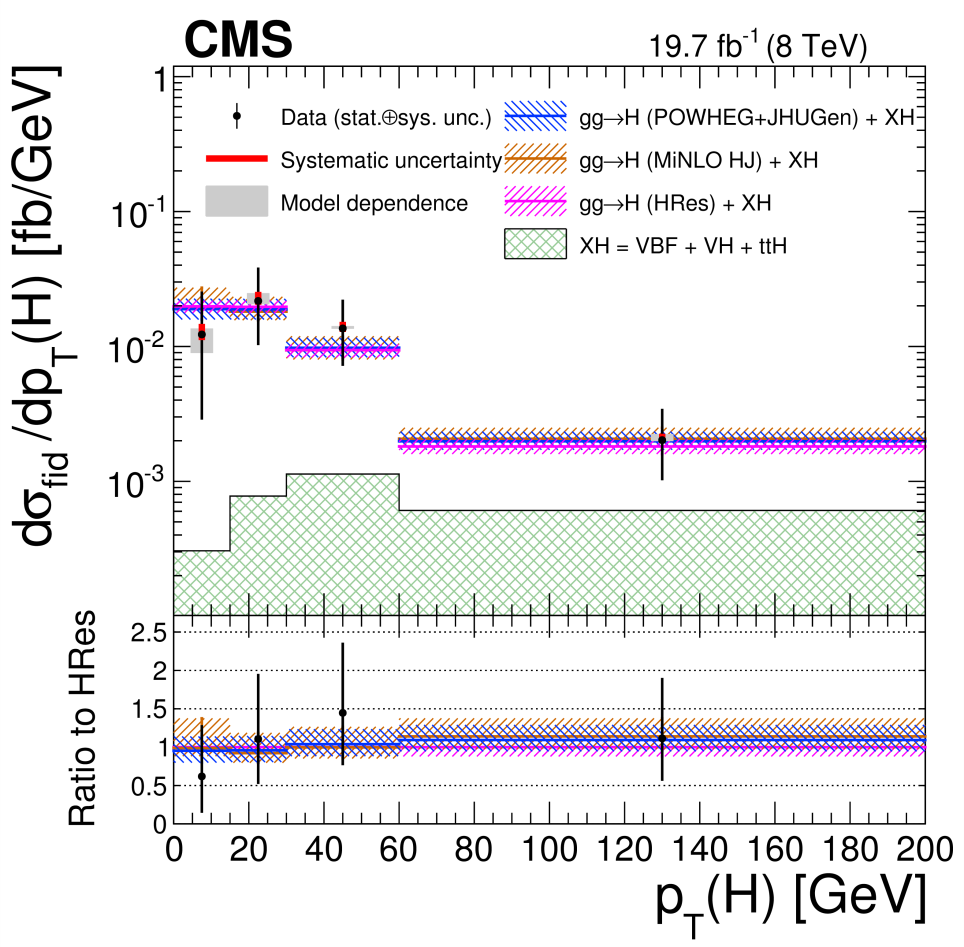 CMS
19.7 fb⁻¹ (8 TeV)
dσ_fid /dp_T(H) [fb/GeV]
1
10⁻¹
10⁻²
10⁻³
Data (stat.⊕sys. unc.)
Systematic uncertainty
Model dependence
gg→H (POWHEG+JHUGen) + XH
gg→H (MiNLO HJ) + XH
gg→H (HRes) + XH
XH = VBF + VH + ttH
Ratio to HRes
2.5
2
1.5
1
0.5
0
0 20 40 60 80 100 120 140 160 180 200
p_T(H) [GeV]